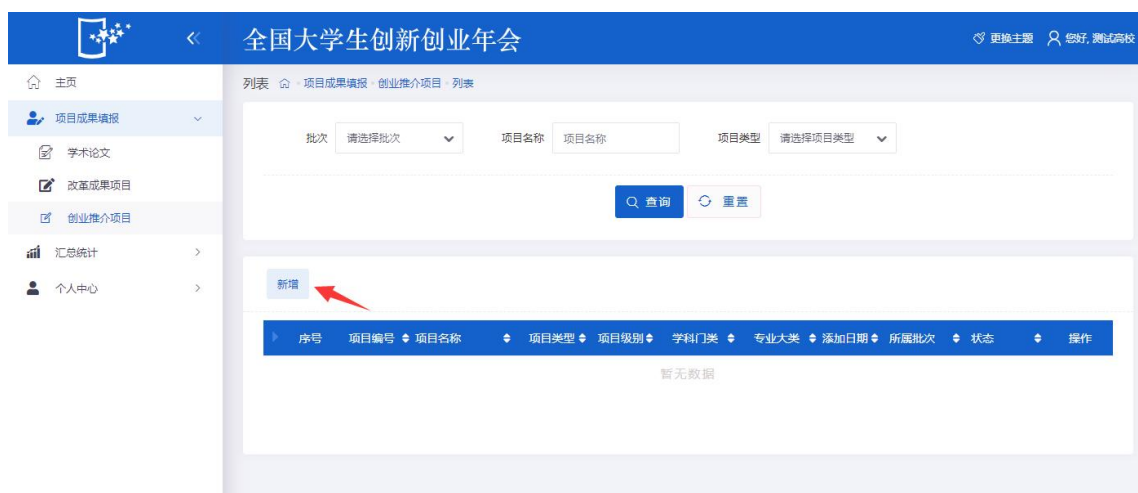 全国大学生创新创业年会
更换主题 您好, 测试高校
主页
项目成果填报
学术论文
改革成果项目
创业推介项目
汇总统计
个人中心
列表 项目成果填报 - 创业推介项目 - 列表
批次 请选择批次 项目名称 项目名称 项目类型 请选择项目类型
查询 重置
新增
序号 项目编号 项目名称 项目类型 项目级别 学科门类 专业大类 添加日期 所属批次 状态 操作
暂无数据